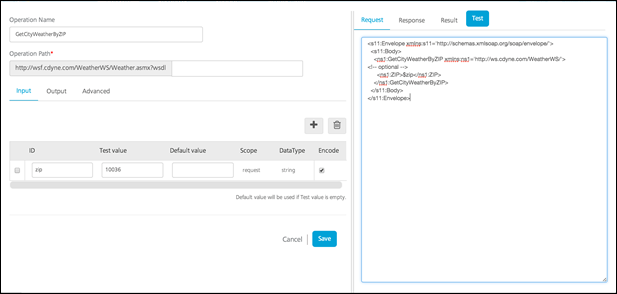 Operation Name
GetCityWeatherByZIP
Operation Path*
http://wsf.cdyne.com/WeatherWS/Weather.asmx?wsdl
Input Output Advanced
ID Test value Default value Scope DataType Encode
zip 10036 request string
Default value will be used if Test value is empty.
Cancel Save
Request Response Result Test
<s11:Envelope xmlns:s11='http://schemas.xmlsoap.org/soap/envelope/'>
<s11:Body>
<ns1:GetCityWeatherByZIP xmlns:ns1='http://ws.cdyne.com/WeatherWS/'>
<!-- optional -->
<ns1:ZIP>$zip</ns1:ZIP>
</ns1:GetCityWeatherByZIP>
</s11:Body>
</s11:Envelope>